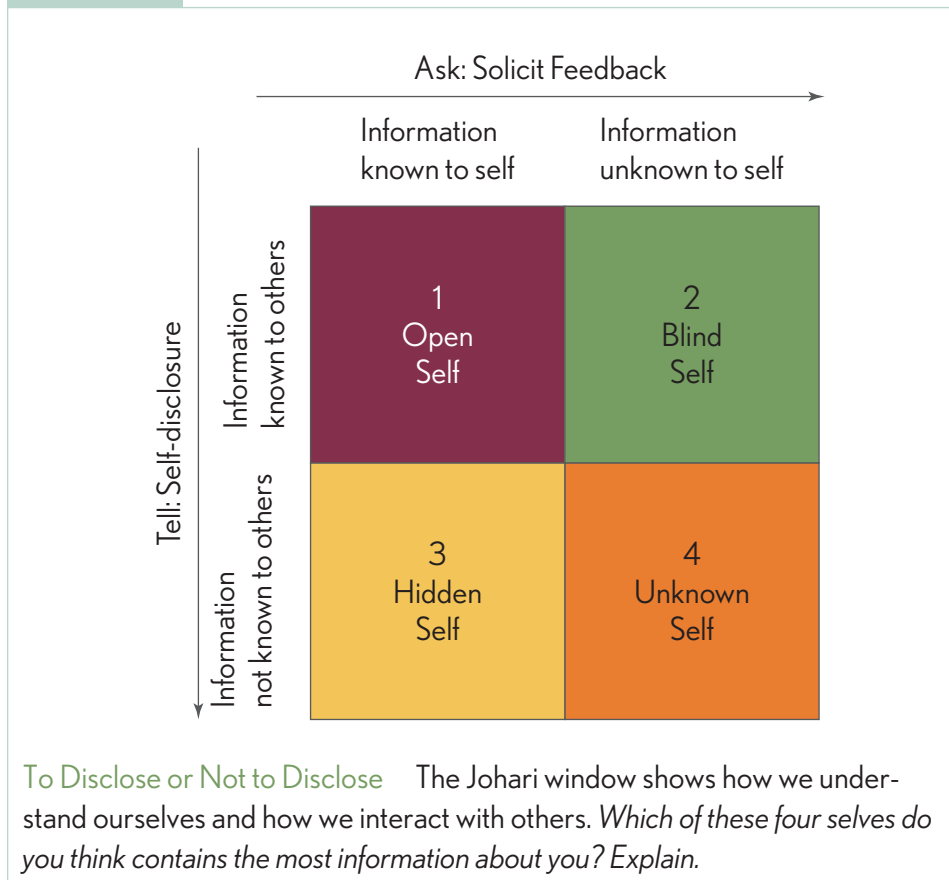 Ask: Solicit Feedback
Information
known to self
Information
unknown to self
Tell: Self-disclosure
Information
known to others
1
Open
Self
2
Blind
Self
Information
not known to others
3
Hidden
Self
4
Unknown
Self
To Disclose or Not to Disclose The Johari window shows how we under-
stand ourselves and how we interact with others. Which of these four selves do
you think contains the most information about you? Explain.